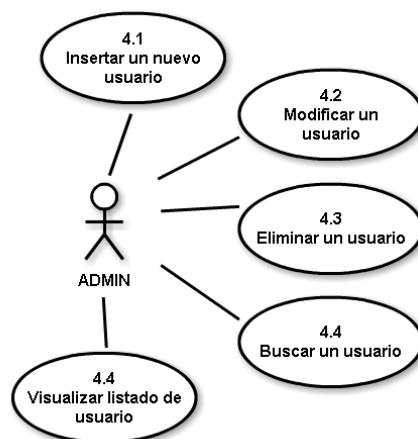 4.1
Insertar un nuevo
usuario
4.2
Modificar un
usuario
4.3
Eliminar un usuario
ADMIN
4.4
Buscar un usuario
4.4
Visualizar listado de
usuario